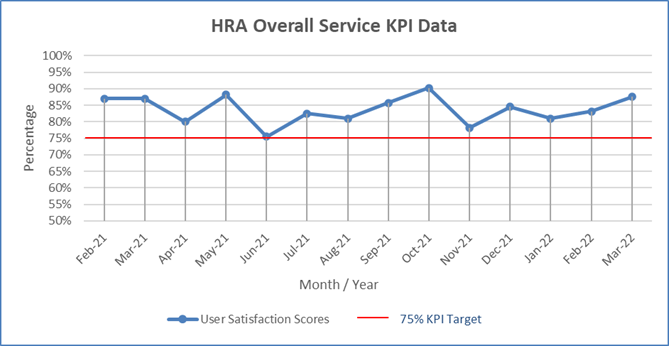 HRA Overall Service KPI Data
100%
95%
90%
85%
80%
75%
70%
65%
60%
55%
50%
Percentage
Feb-21
Mar-21
Apr-21
May-21
Jun-21
Jul-21
Aug-21
Sep-21
Oct-21
Nov-21
Dec-21
Jan-22
Feb-22
Mar-22
Month / Year
User Satisfaction Scores
75% KPI Target